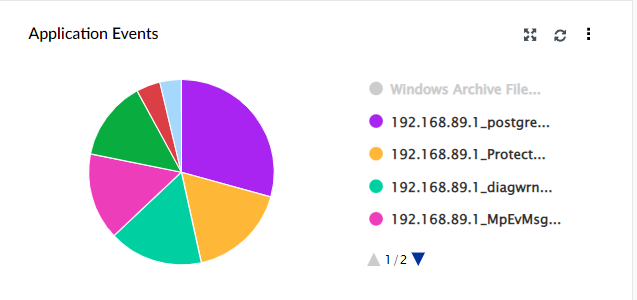 Application Events
Windows Archive File...
192.168.89.1_postgre...
192.168.89.1_Protect...
192.168.89.1_diagwrn...
192.168.89.1_MpEvMsg...
1 / 2